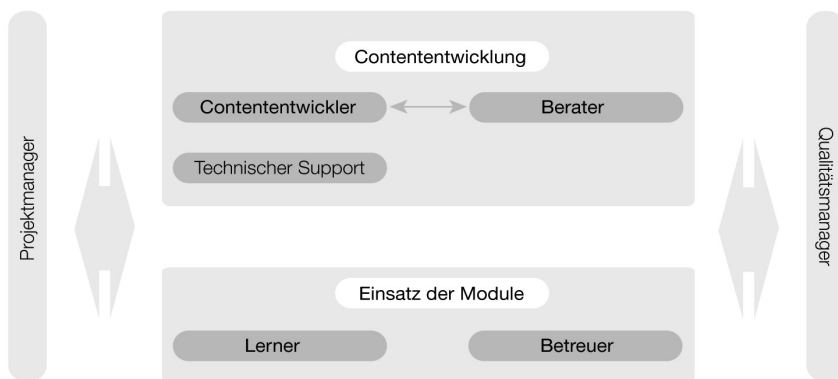 Projektmanager
Contententwicklung
Contententwickler
Berater
Technischer Support
Einsatz der Module
Lerner
Betreuer
Qualitätsmanager